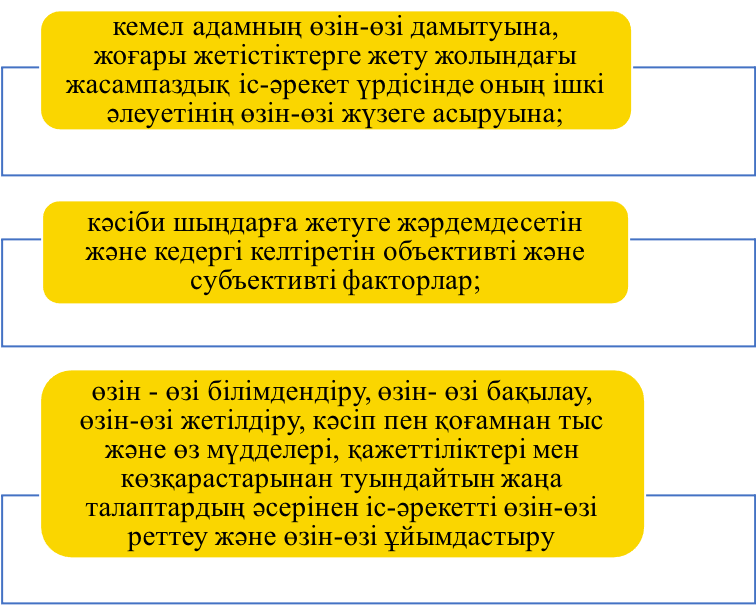 кемел адамның өзін-өзі дамытуына,
жоғары жетістіктерге жету жолындағы
жасампаздық іс-әрекет үрдісінде оның ішкі
әлеуетінің өзін-өзі жүзеге асыруына;
кәсіби шыңдарға жетуге жәрдемдесетін
және кедергі келтіретін объективті және
субъективті факторлар;
өзін - өзі білімдендіру, өзін- өзі бақылау,
өзін-өзі жетілдіру, кәсіп пен қоғамнан тыс
және өз мүдделері, қажеттіліктері мен
көзқарастарынан туындайтын жаңа
талаптардың әсерінен іс-әрекетті өзін-өзі
реттеу және өзін-өзі ұйымдастыру